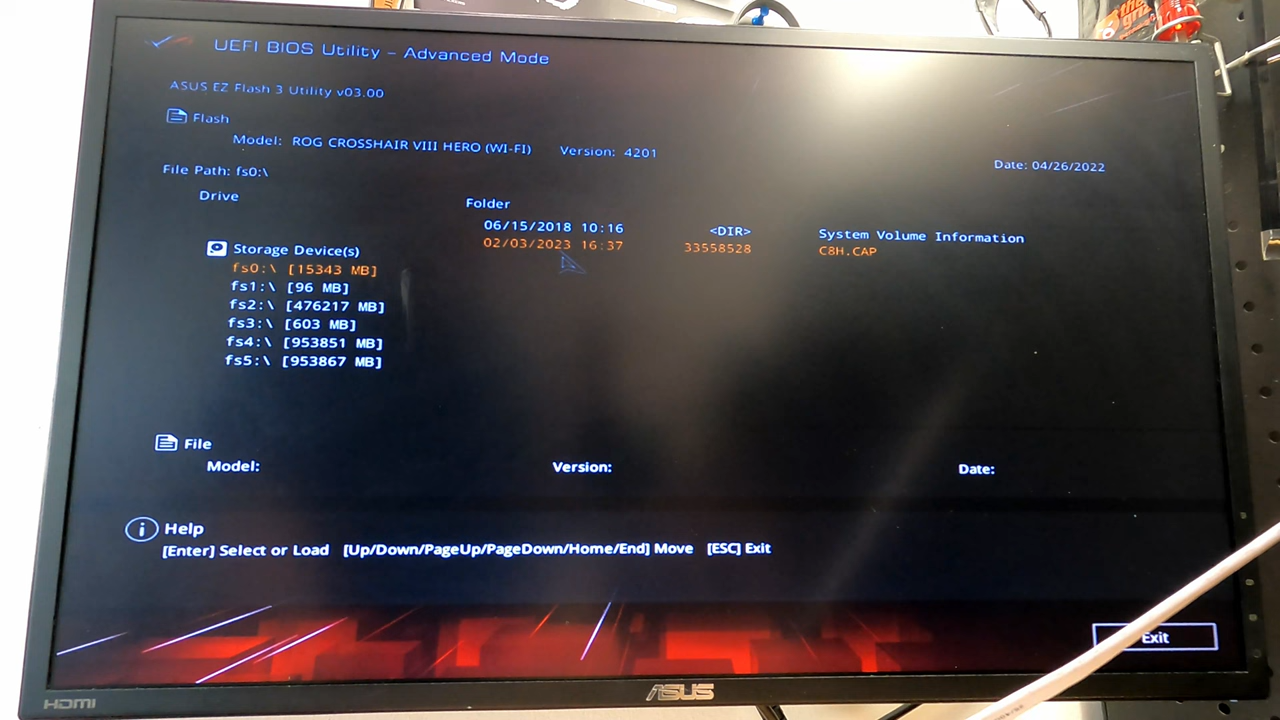 UEFI BIOS Utility – Advanced Mode
ASUS EZ Flash 3 Utility v03.00
Flash
Model: ROG CROSSHAIR VIII HERO (WI-FI) Version: 4201 Date: 04/26/2022
File Path: fs0:\
Drive Folder
06/15/2018 10:16 <DIR> System Volume Information
02/03/2023 16:37 33558528 C8H.CAP
Storage Device(s)
fs0:\ [15343 MB]
fs1:\ [96 MB]
fs2:\ [476217 MB]
fs3:\ [603 MB]
fs4:\ [953851 MB]
fs5:\ [953867 MB]
File
Model: Version: Date:
Help
[Enter] Select or Load [Up/Down/PageUp/PageDown/Home/End] Move [ESC] Exit
Exit
HDMI
ASUS